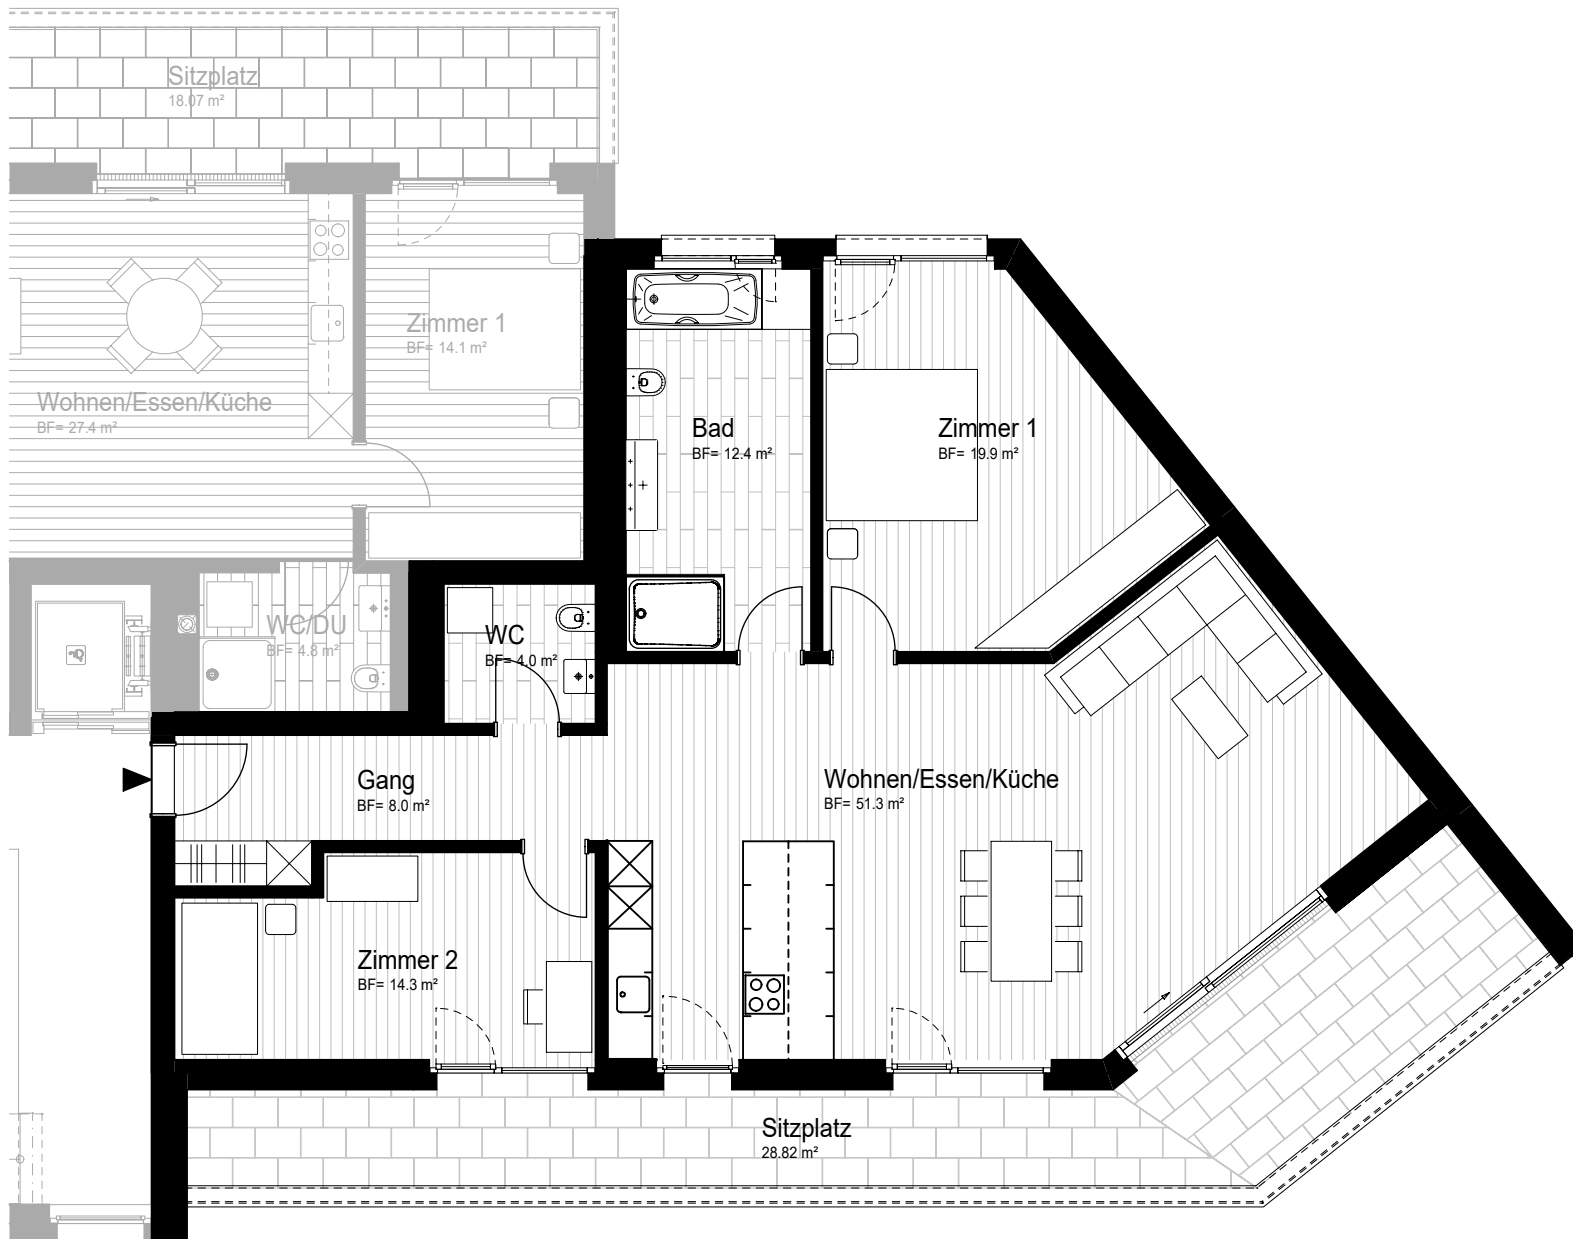 Sitzplatz
18.07 m²
Zimmer 1
BF= 14.1 m²
Wohnen/Essen/Küche
BF= 27.4 m²
Bad
BF= 12.4 m²
Zimmer 1
BF= 19.9 m²
WC/DU
BF= 4.8 m²
WC
BF= 4.0 m²
Gang
BF= 8.0 m²
Wohnen/Essen/Küche
BF= 51.3 m²
Zimmer 2
BF= 14.3 m²
Sitzplatz
28.82 m²